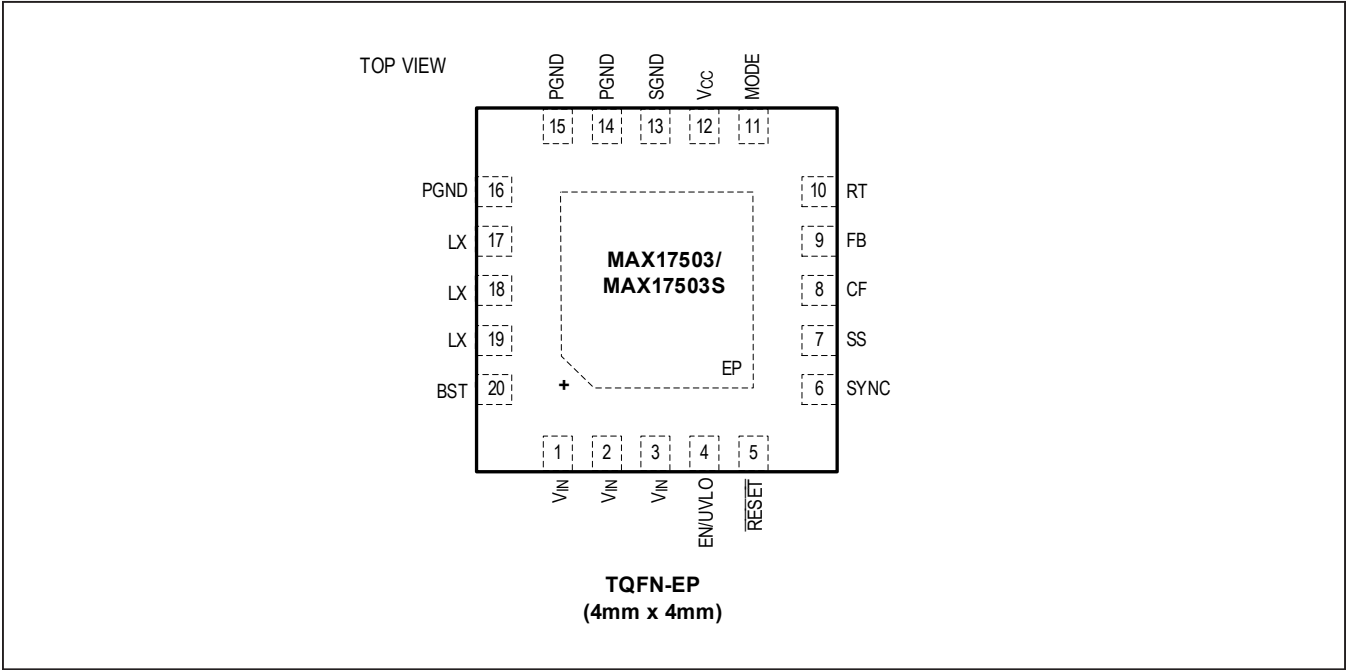 TOP VIEW
PGND
PGND
SGND
VCC
MODE
15
14
13
12
11
PGND
16
10
RT
LX
17
9
FB
MAX17503/
MAX17503S
LX
18
8
CF
LX
19
7
SS
EP
BST
20
+
6
SYNC
1
2
3
4
5
VIN
VIN
VIN
EN/UVLO
RESET
TQFN-EP
(4mm x 4mm)